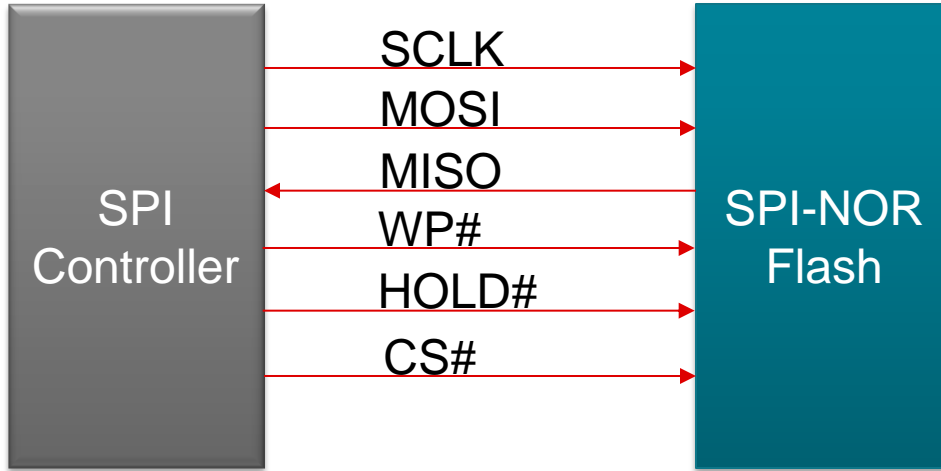 SCLK
MOSI
MISO
WP#
HOLD#
CS#
SPI
Controller
SPI-NOR
Flash